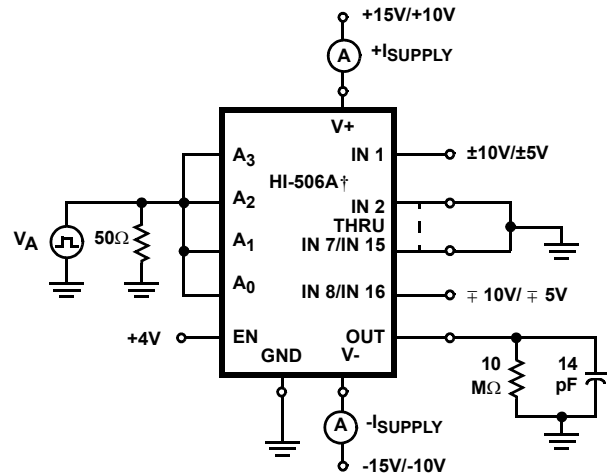 +15V/+10V
A
+ISUPPLY
V+
A3
IN 1
±10V/±5V
HI-506A†
A2
IN 2
THRU
VA
50Ω
A1
IN 7/IN 15
A0
IN 8/IN 16
∓ 10V/ ∓ 5V
+4V
EN
OUT
GND
V-
10
MΩ
14
pF
A
-ISUPPLY
-15V/-10V